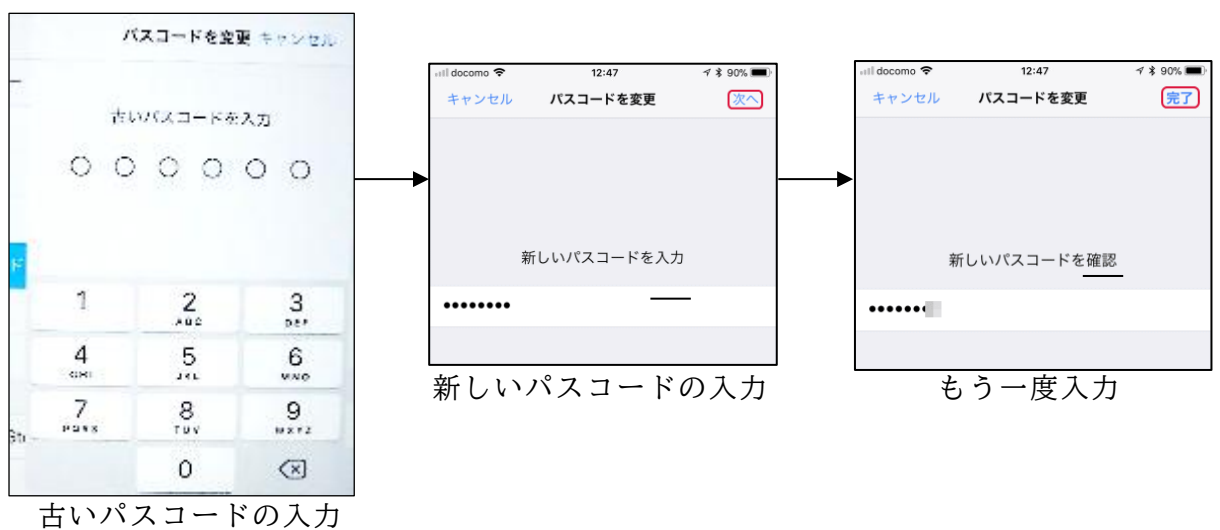 パスコードを変更 キャンセル
古いパスコードを入力
1 2 3
ABC DEF
4 5 6
GHI JKL MNO
7 8 9
PQRS TUV WXYZ
0
古いパスコードの入力
docomo 12:47 90%
キャンセル パスコードを変更 次へ
新しいパスコードを入力
••••••••
新しいパスコードの入力
docomo 12:47 90%
キャンセル パスコードを変更 完了
新しいパスコードを確認
•••••••
もう一度入力